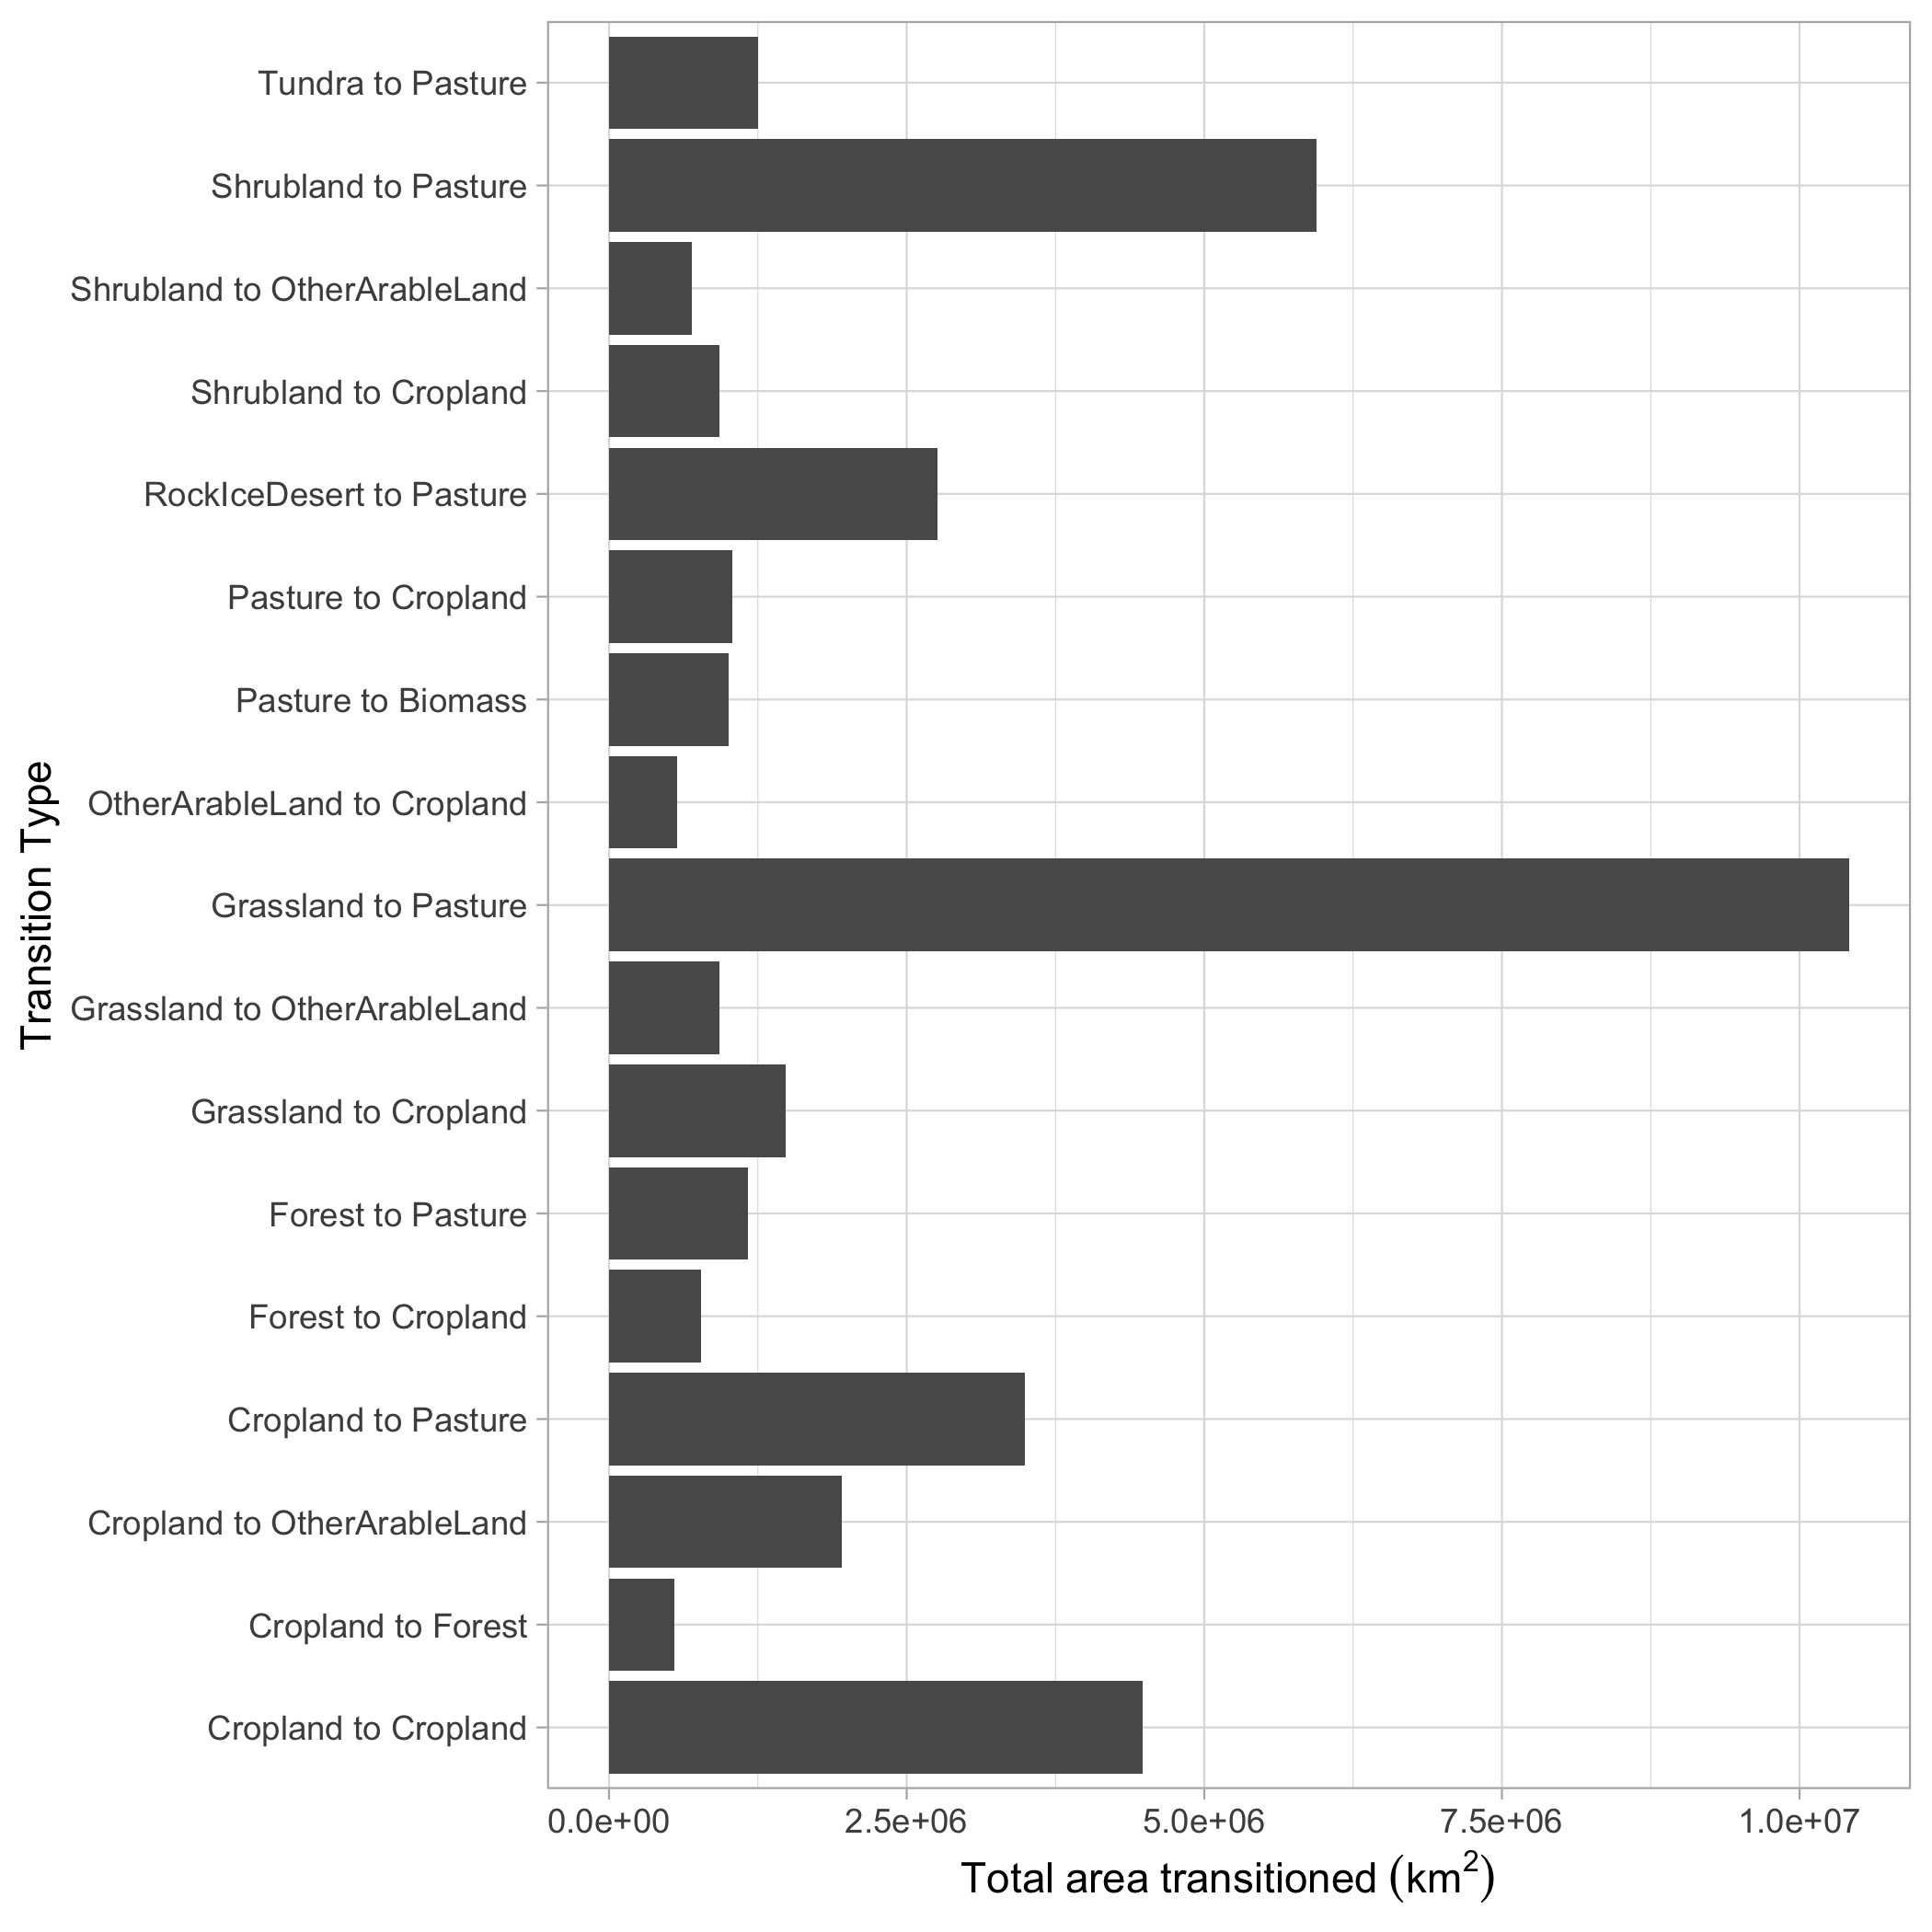 Transition Type
Tundra to Pasture
Shrubland to Pasture
Shrubland to OtherArableLand
Shrubland to Cropland
RockIceDesert to Pasture
Pasture to Cropland
Pasture to Biomass
OtherArableLand to Cropland
Grassland to Pasture
Grassland to OtherArableLand
Grassland to Cropland
Forest to Pasture
Forest to Cropland
Cropland to Pasture
Cropland to OtherArableLand
Cropland to Forest
Cropland to Cropland
0.0e+00 2.5e+06 5.0e+06 7.5e+06 1.0e+07
Total area transitioned (km²)